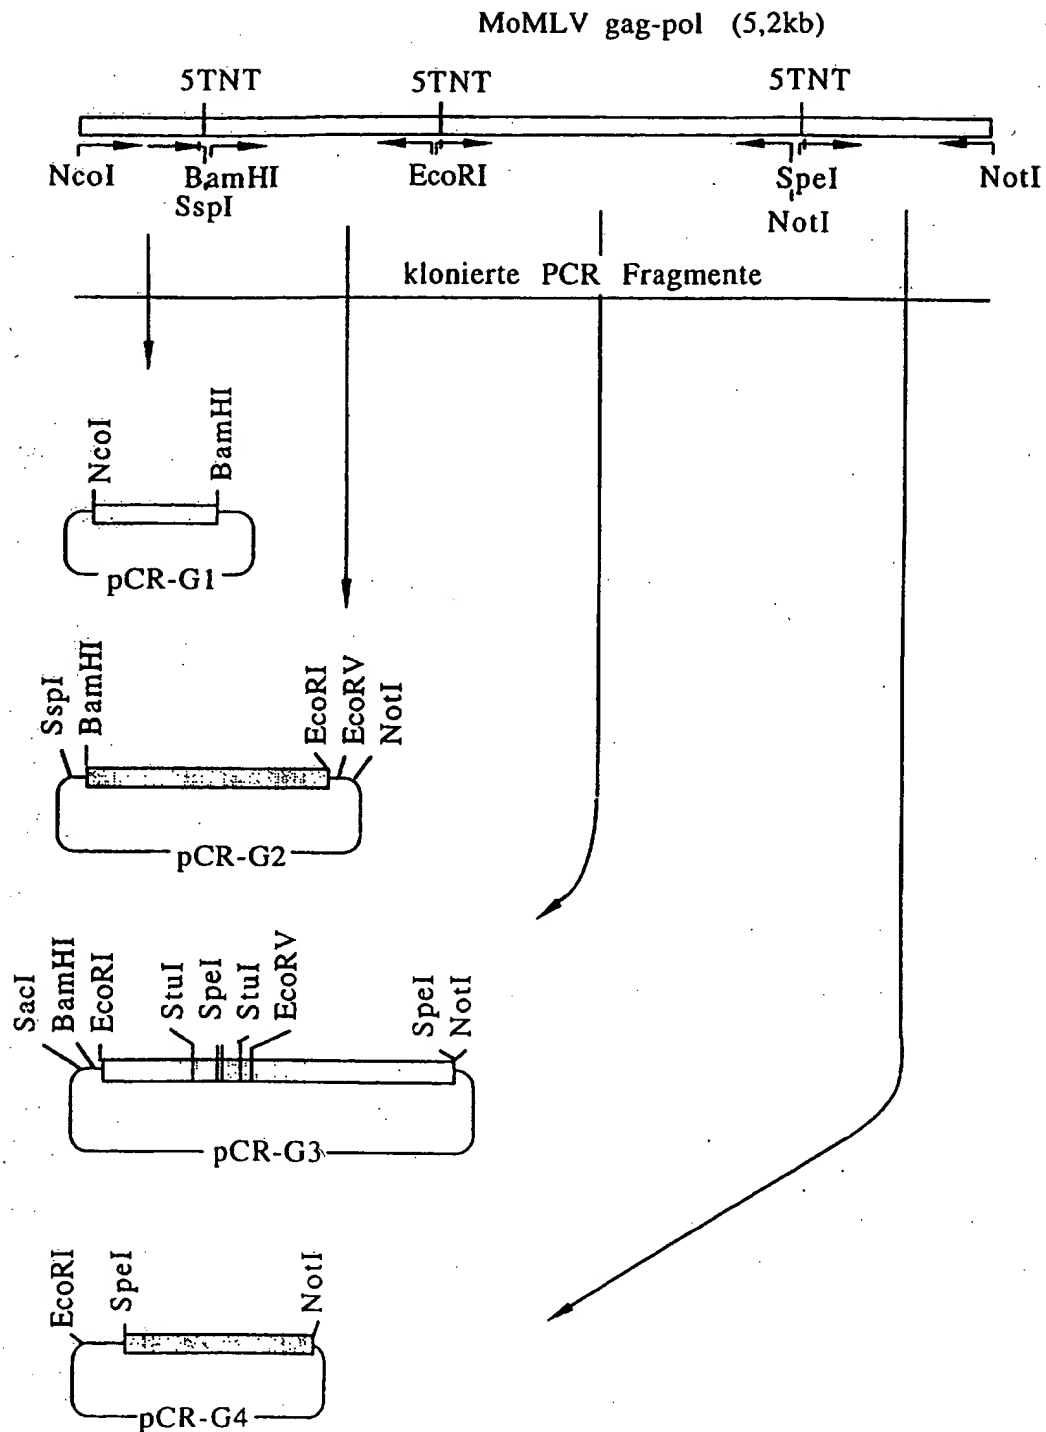 MoMLV gag-pol (5,2kb)
5TNT 5TNT 5TNT
NcoI BamHI EcoRI SpeI NotI
SspI NotI
klonierte PCR Fragmente
NcoI BamHI
pCR-G1
SspI BamHI EcoRI EcoRV NotI
pCR-G2
SacI BamHI EcoRI StuI SpeI StuI EcoRV SpeI NotI
pCR-G3
EcoRI SpeI NotI
pCR-G4